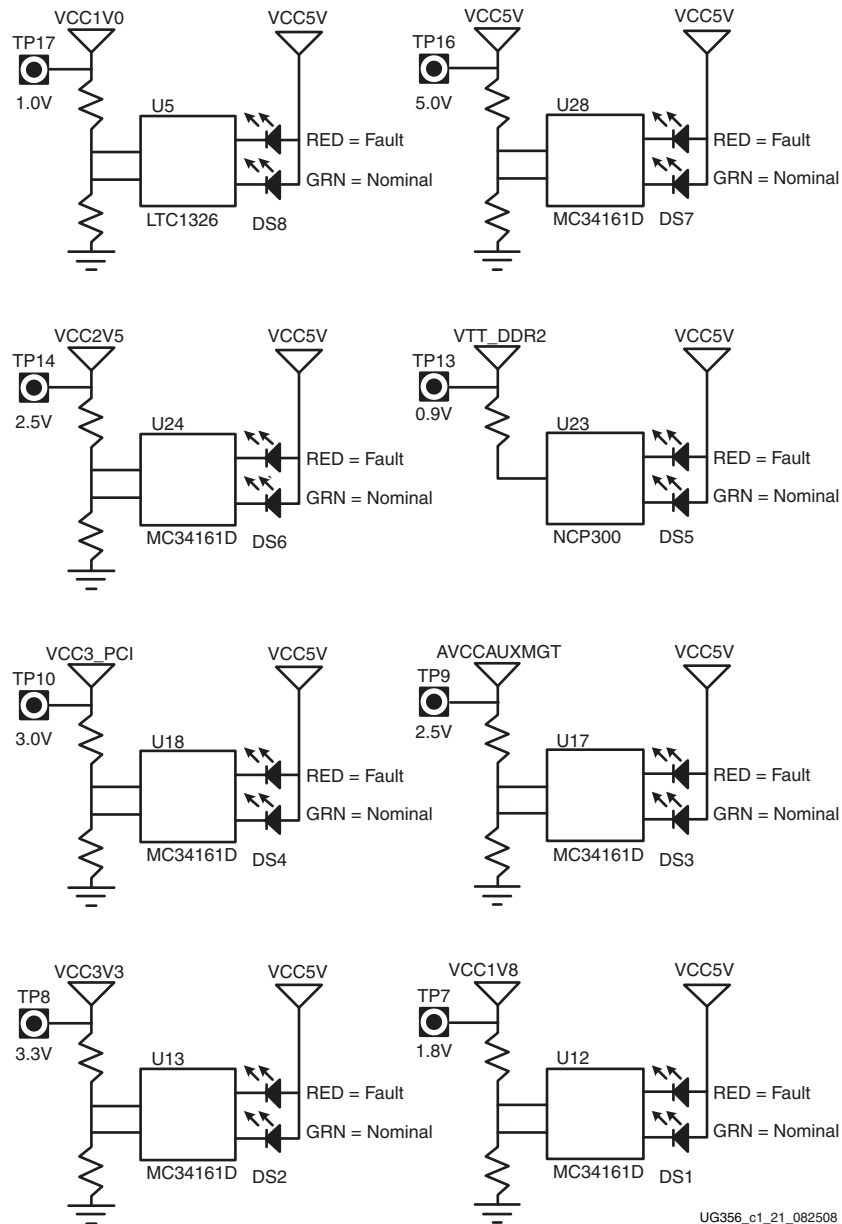 VCC1V0
VCC5V
TP17
1.0V
U5
RED = Fault
GRN = Nominal
LTC1326
DS8
VCC5V
VCC5V
TP16
5.0V
U28
RED = Fault
GRN = Nominal
MC34161D
DS7
VCC2V5
VCC5V
TP14
2.5V
U24
RED = Fault
GRN = Nominal
MC34161D
DS6
VTT_DDR2
VCC5V
TP13
0.9V
U23
RED = Fault
GRN = Nominal
NCP300
DS5
VCC3_PCI
VCC5V
TP10
3.0V
U18
RED = Fault
GRN = Nominal
MC34161D
DS4
AVCCAUXMGT
VCC5V
TP9
2.5V
U17
RED = Fault
GRN = Nominal
MC34161D
DS3
VCC3V3
VCC5V
TP8
3.3V
U13
RED = Fault
GRN = Nominal
MC34161D
DS2
VCC1V8
VCC5V
TP7
1.8V
U12
RED = Fault
GRN = Nominal
MC34161D
DS1
UG356_c1_21_082508